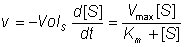 v = −Vol_s d[S]/dt = V_max[S]/(K_m + [S])